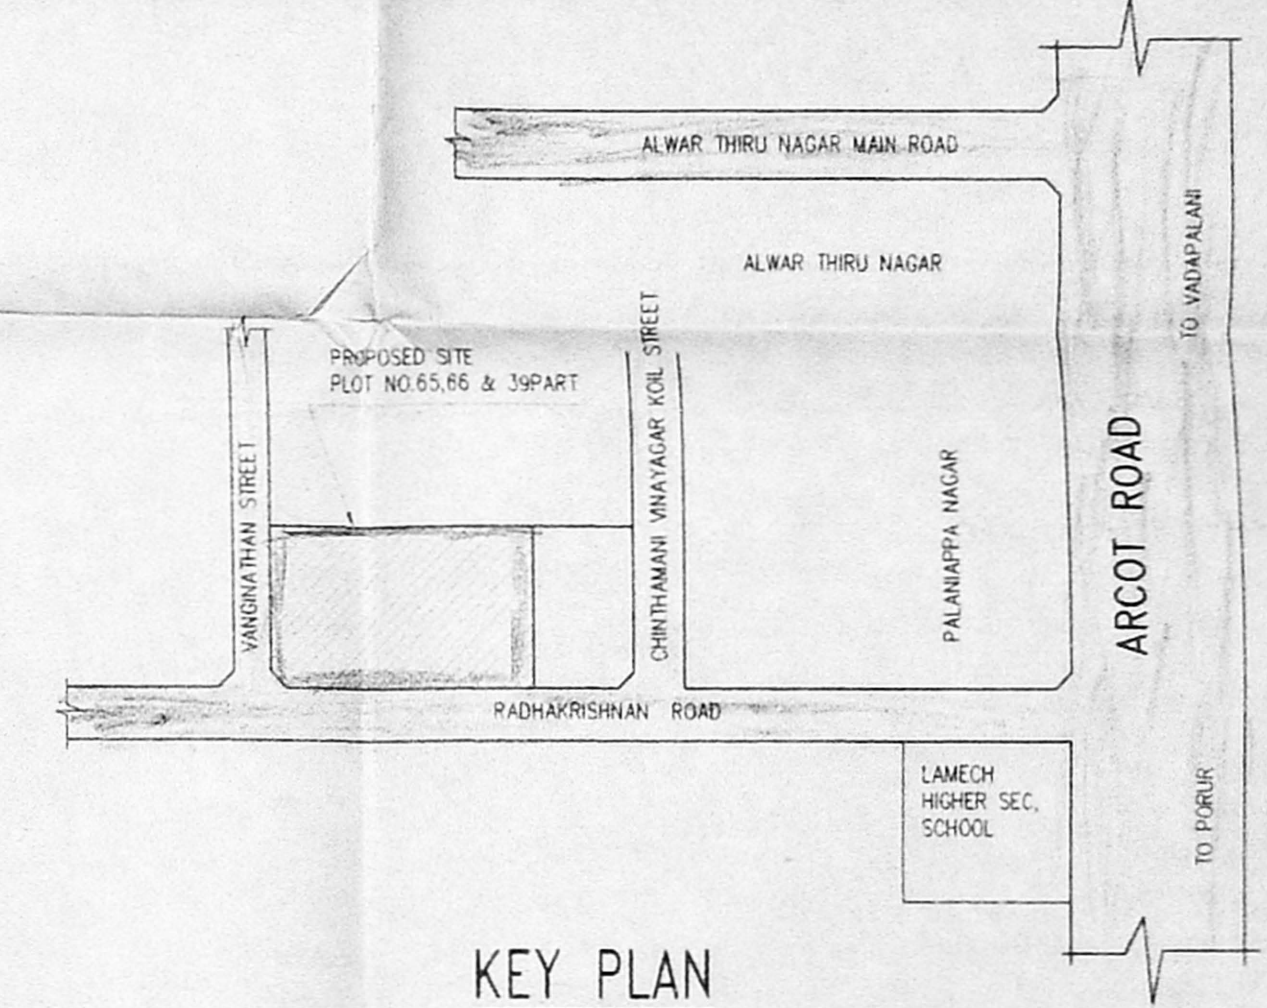 ALWAR THIRU NAGAR MAIN ROAD
TO VADAPALANI
ALWAR THIRU NAGAR
PROPOSED SITE
PLOT NO.65,66 & 39PART
CHINTHAMANI VINAYAGAR KOIL STREET
VANGINATHAN STREET
PALANIAPPA NAGAR
ARCOT ROAD
RADHAKRISHNAN ROAD
LAMECH
HIGHER SEC,
SCHOOL
TO PORUR
KEY PLAN